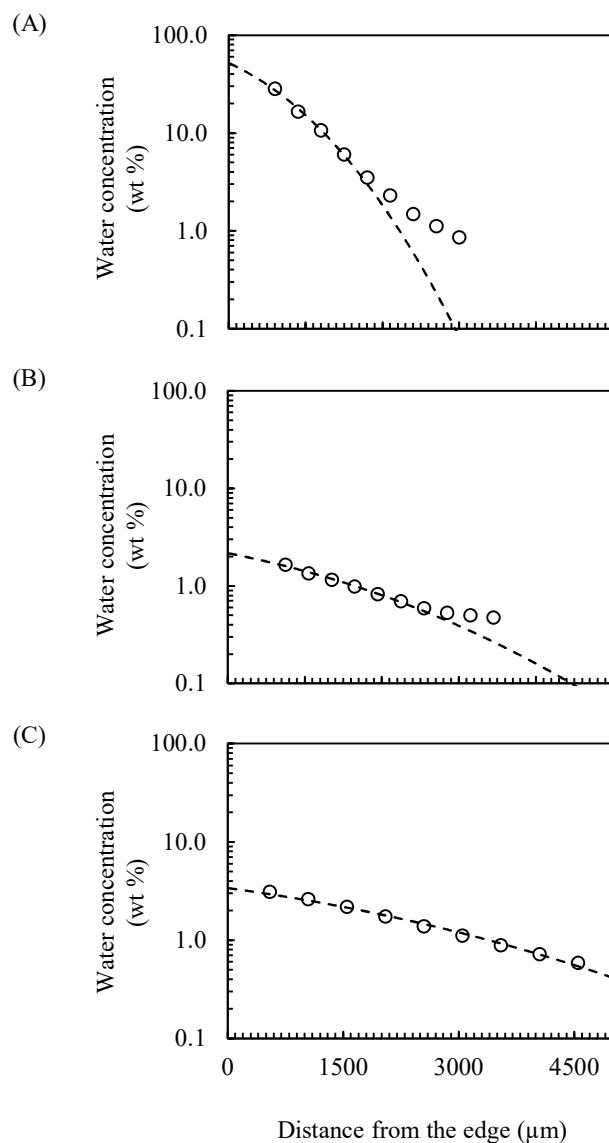 (A)
100.0
10.0
1.0
0.1
Water concentration
(wt %)
(B)
100.0
10.0
1.0
0.1
Water concentration
(wt %)
(C)
100.0
10.0
1.0
0.1
Water concentration
(wt %)
0 1500 3000 4500
Distance from the edge (µm)